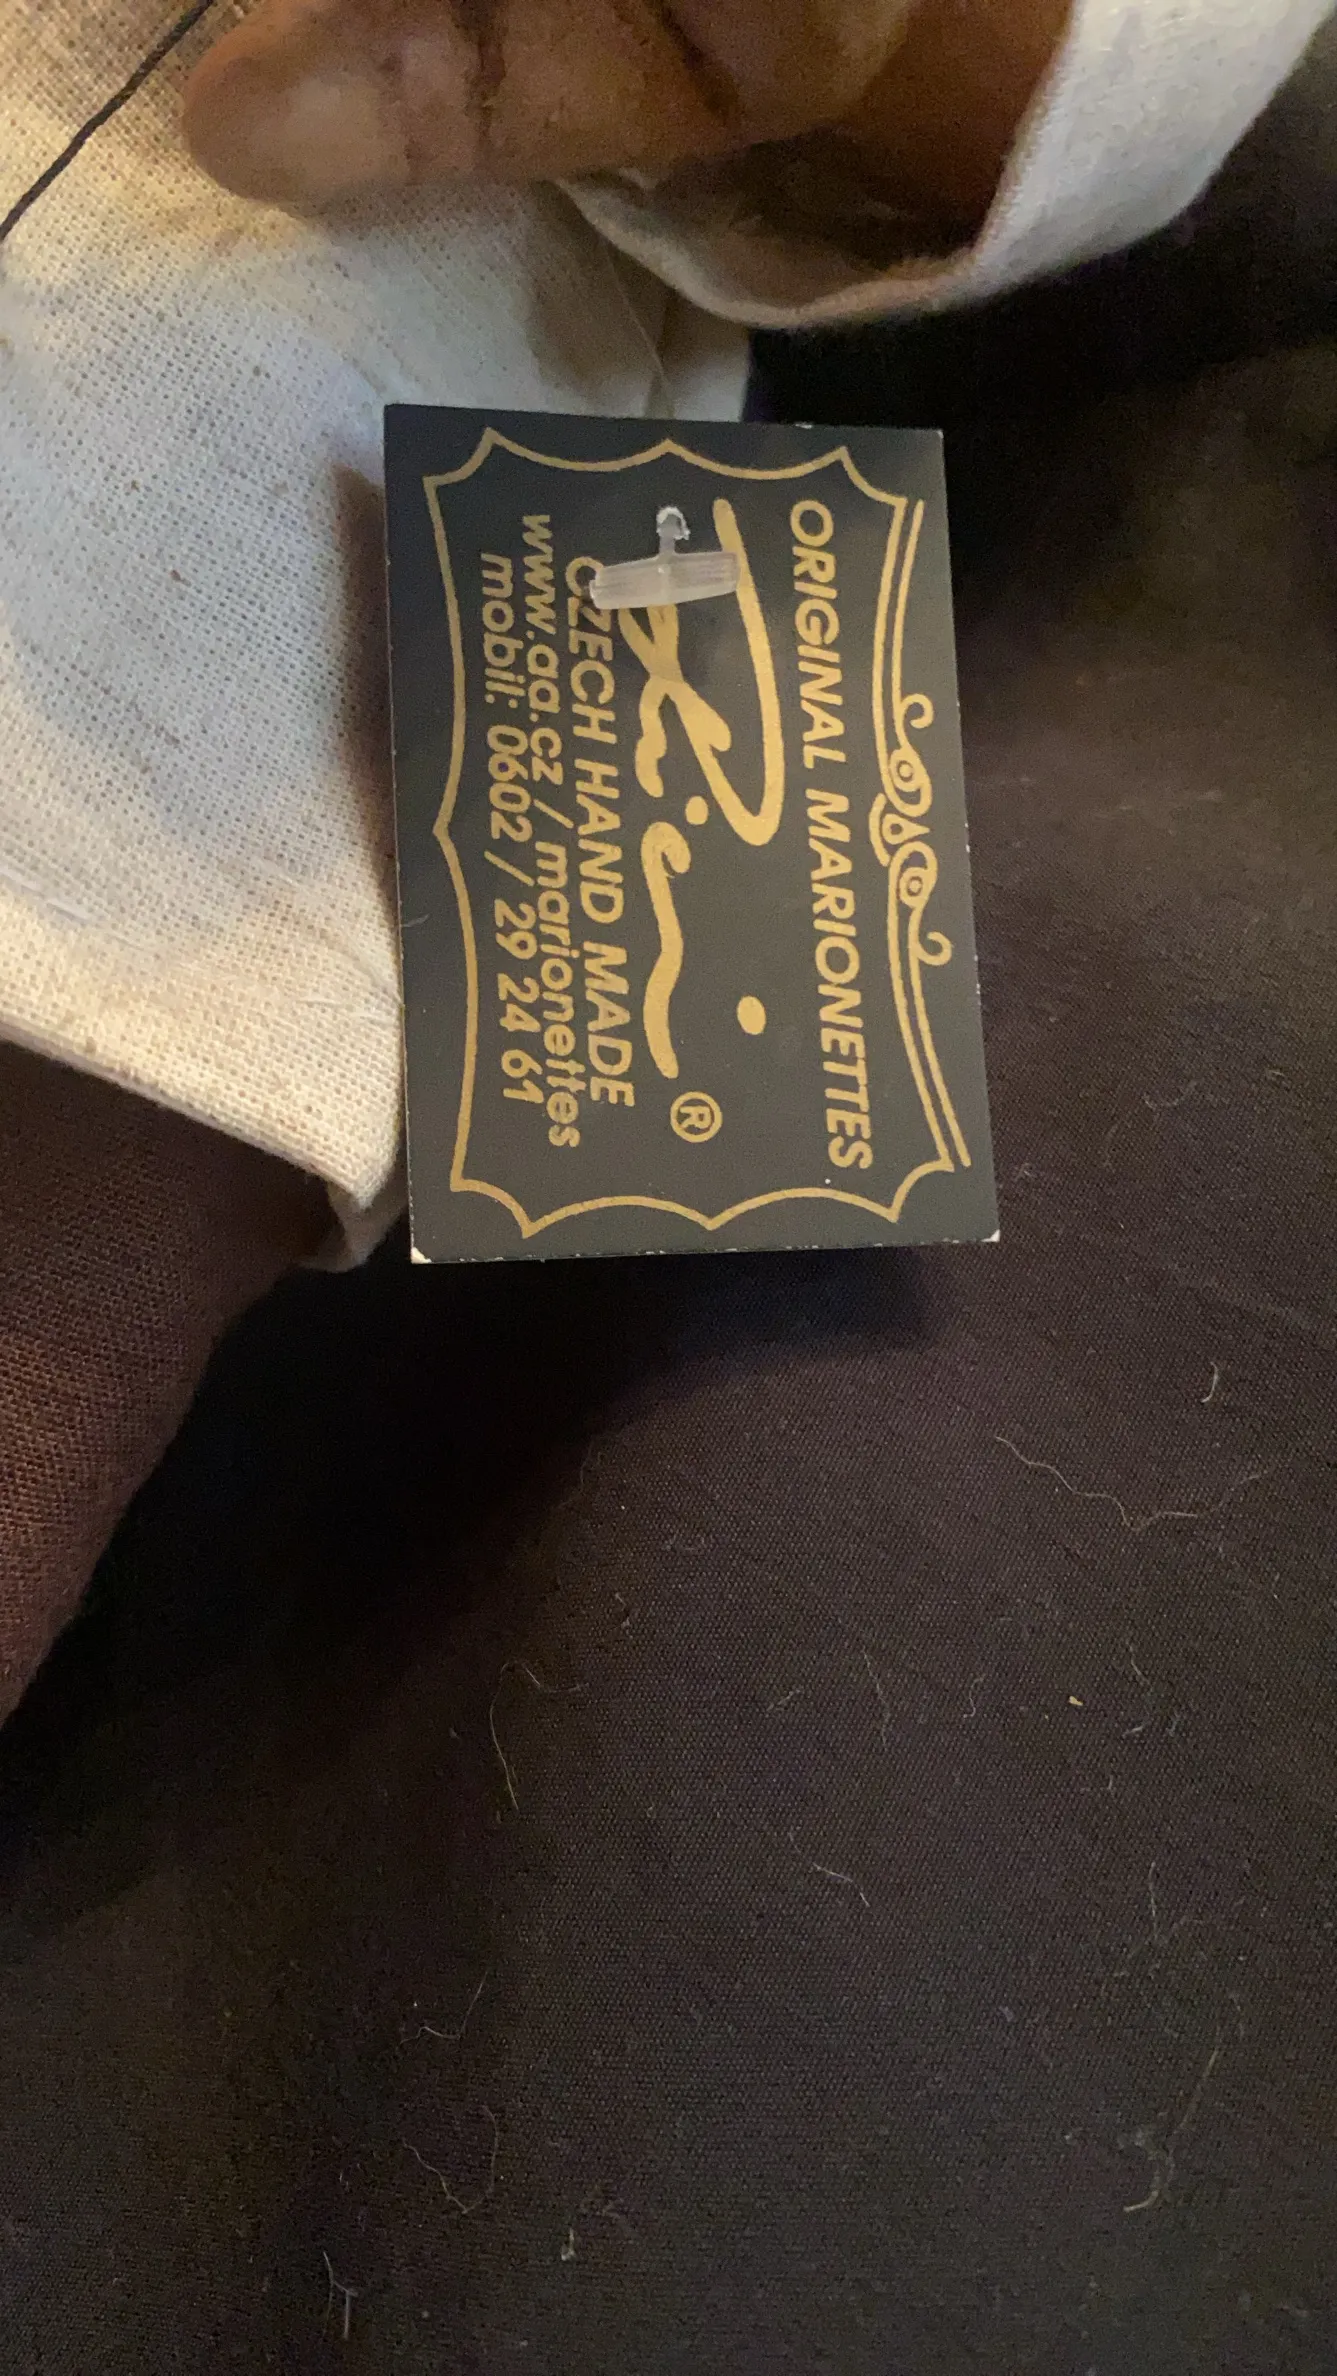 ORIGINAL MARIONETTES
®
CZECH HAND MADE
www.aa.cz / marionettes
mobil: 0602 / 29 24 61